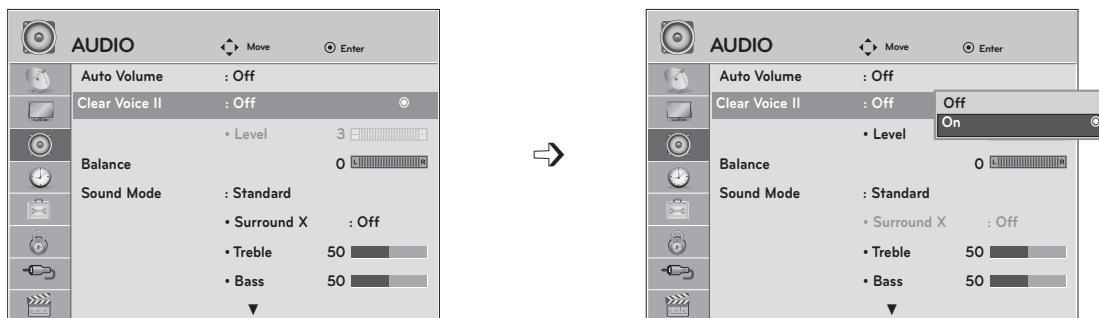 AUDIO Move Enter
Auto Volume : Off
Clear Voice II : Off
• Level 3 - +
Balance 0 L R
Sound Mode : Standard
• Surround X : Off
• Treble 50
• Bass 50
▼
AUDIO Move Enter
Auto Volume : Off
Clear Voice II : Off
Off
On
• Level
Balance 0 L R
Sound Mode : Standard
• Surround X : Off
• Treble 50
• Bass 50
▼